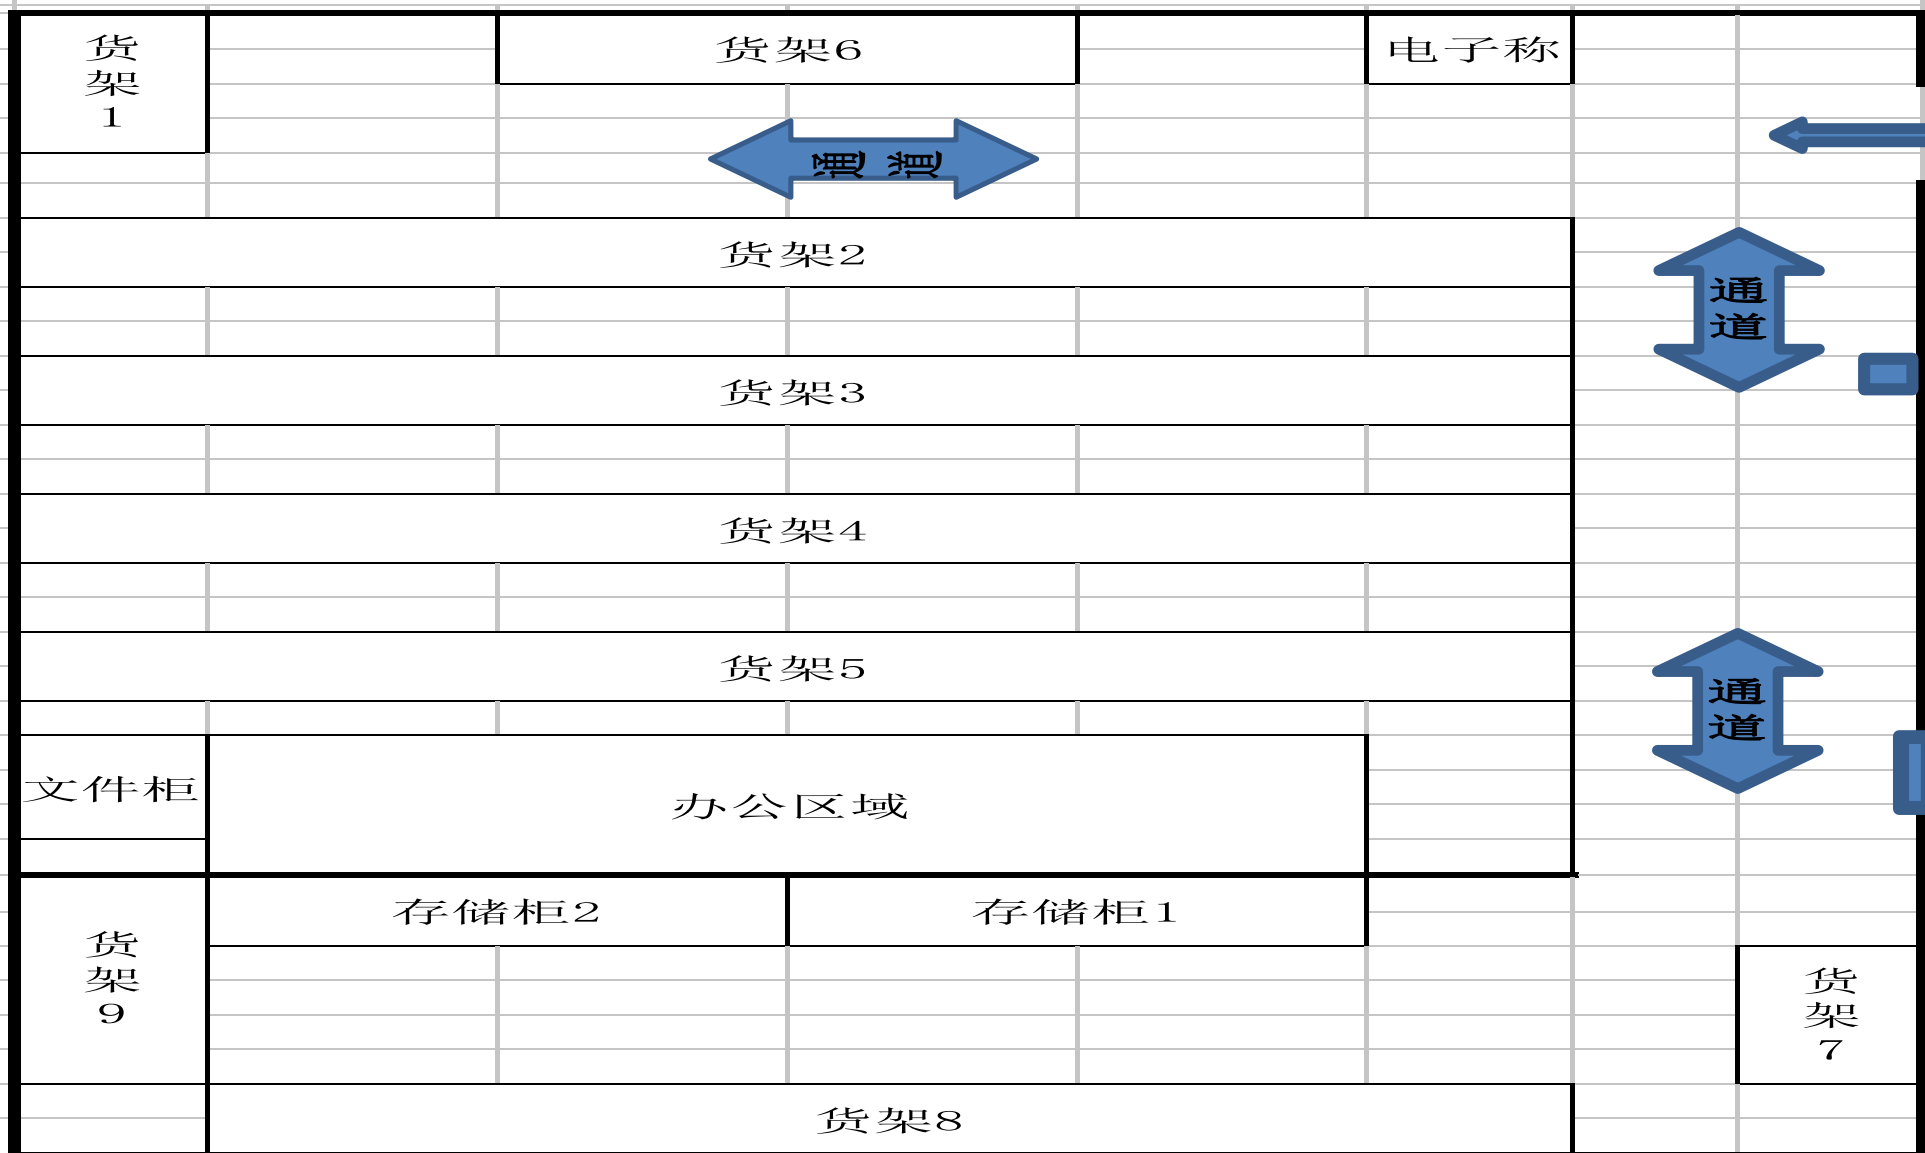 货架1
货架6
电子称
通道
货架2
通道
货架3
货架4
货架5
通道
文件柜
办公区域
存储柜2
存储柜1
货架9
货架7
货架8